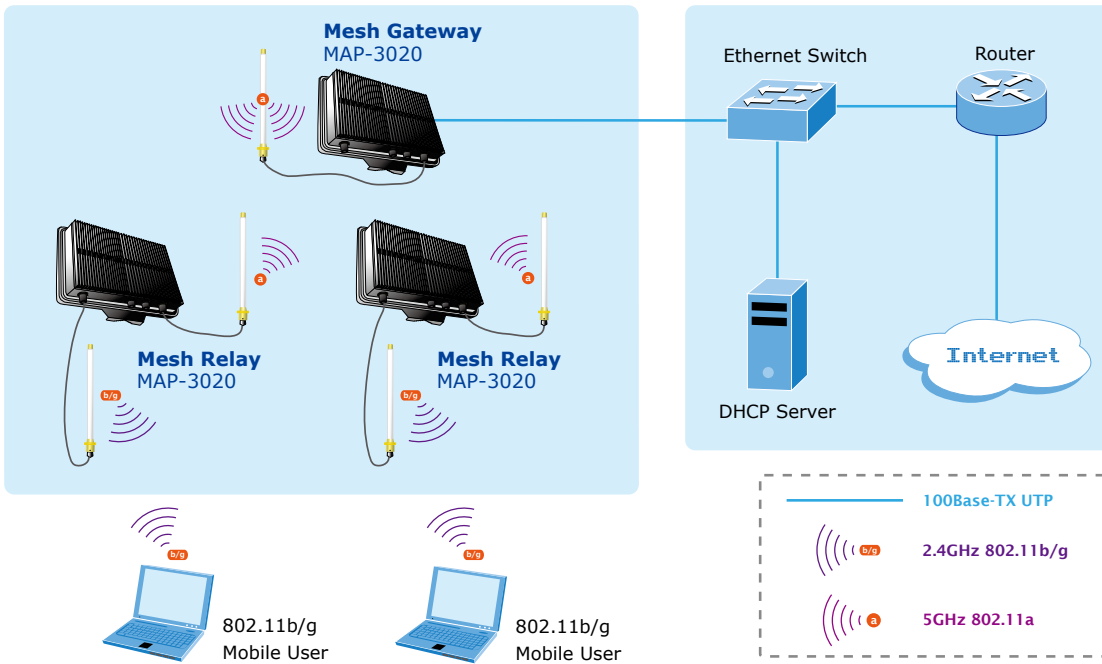 Mesh Gateway
MAP-3020
a
Ethernet Switch
Router
a
a
Mesh Relay
MAP-3020
b/g
Mesh Relay
MAP-3020
b/g
Internet
DHCP Server
b/g
b/g
802.11b/g
Mobile User
802.11b/g
Mobile User
100Base-TX UTP
b/g
2.4GHz 802.11b/g
a
5GHz 802.11a